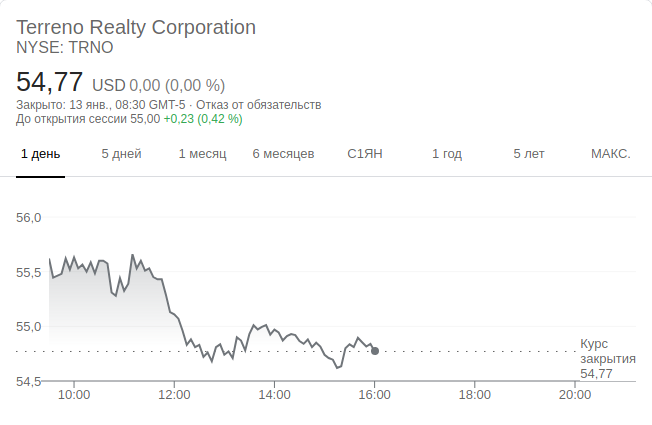 Terreno Realty Corporation
NYSE: TRNO
54,77 USD 0,00 (0,00 %)
Закрыто: 13 янв., 08:30 GMT-5 · Отказ от обязательств
До открытия сессии 55,00 +0,23 (0,42 %)
1 день 5 дней 1 месяц 6 месяцев С1ЯН 1 год 5 лет МАКС.
56,0
55,5
55,0
Курс
закрытия
54,77
54,5
10:00 12:00 14:00 16:00 18:00 20:00